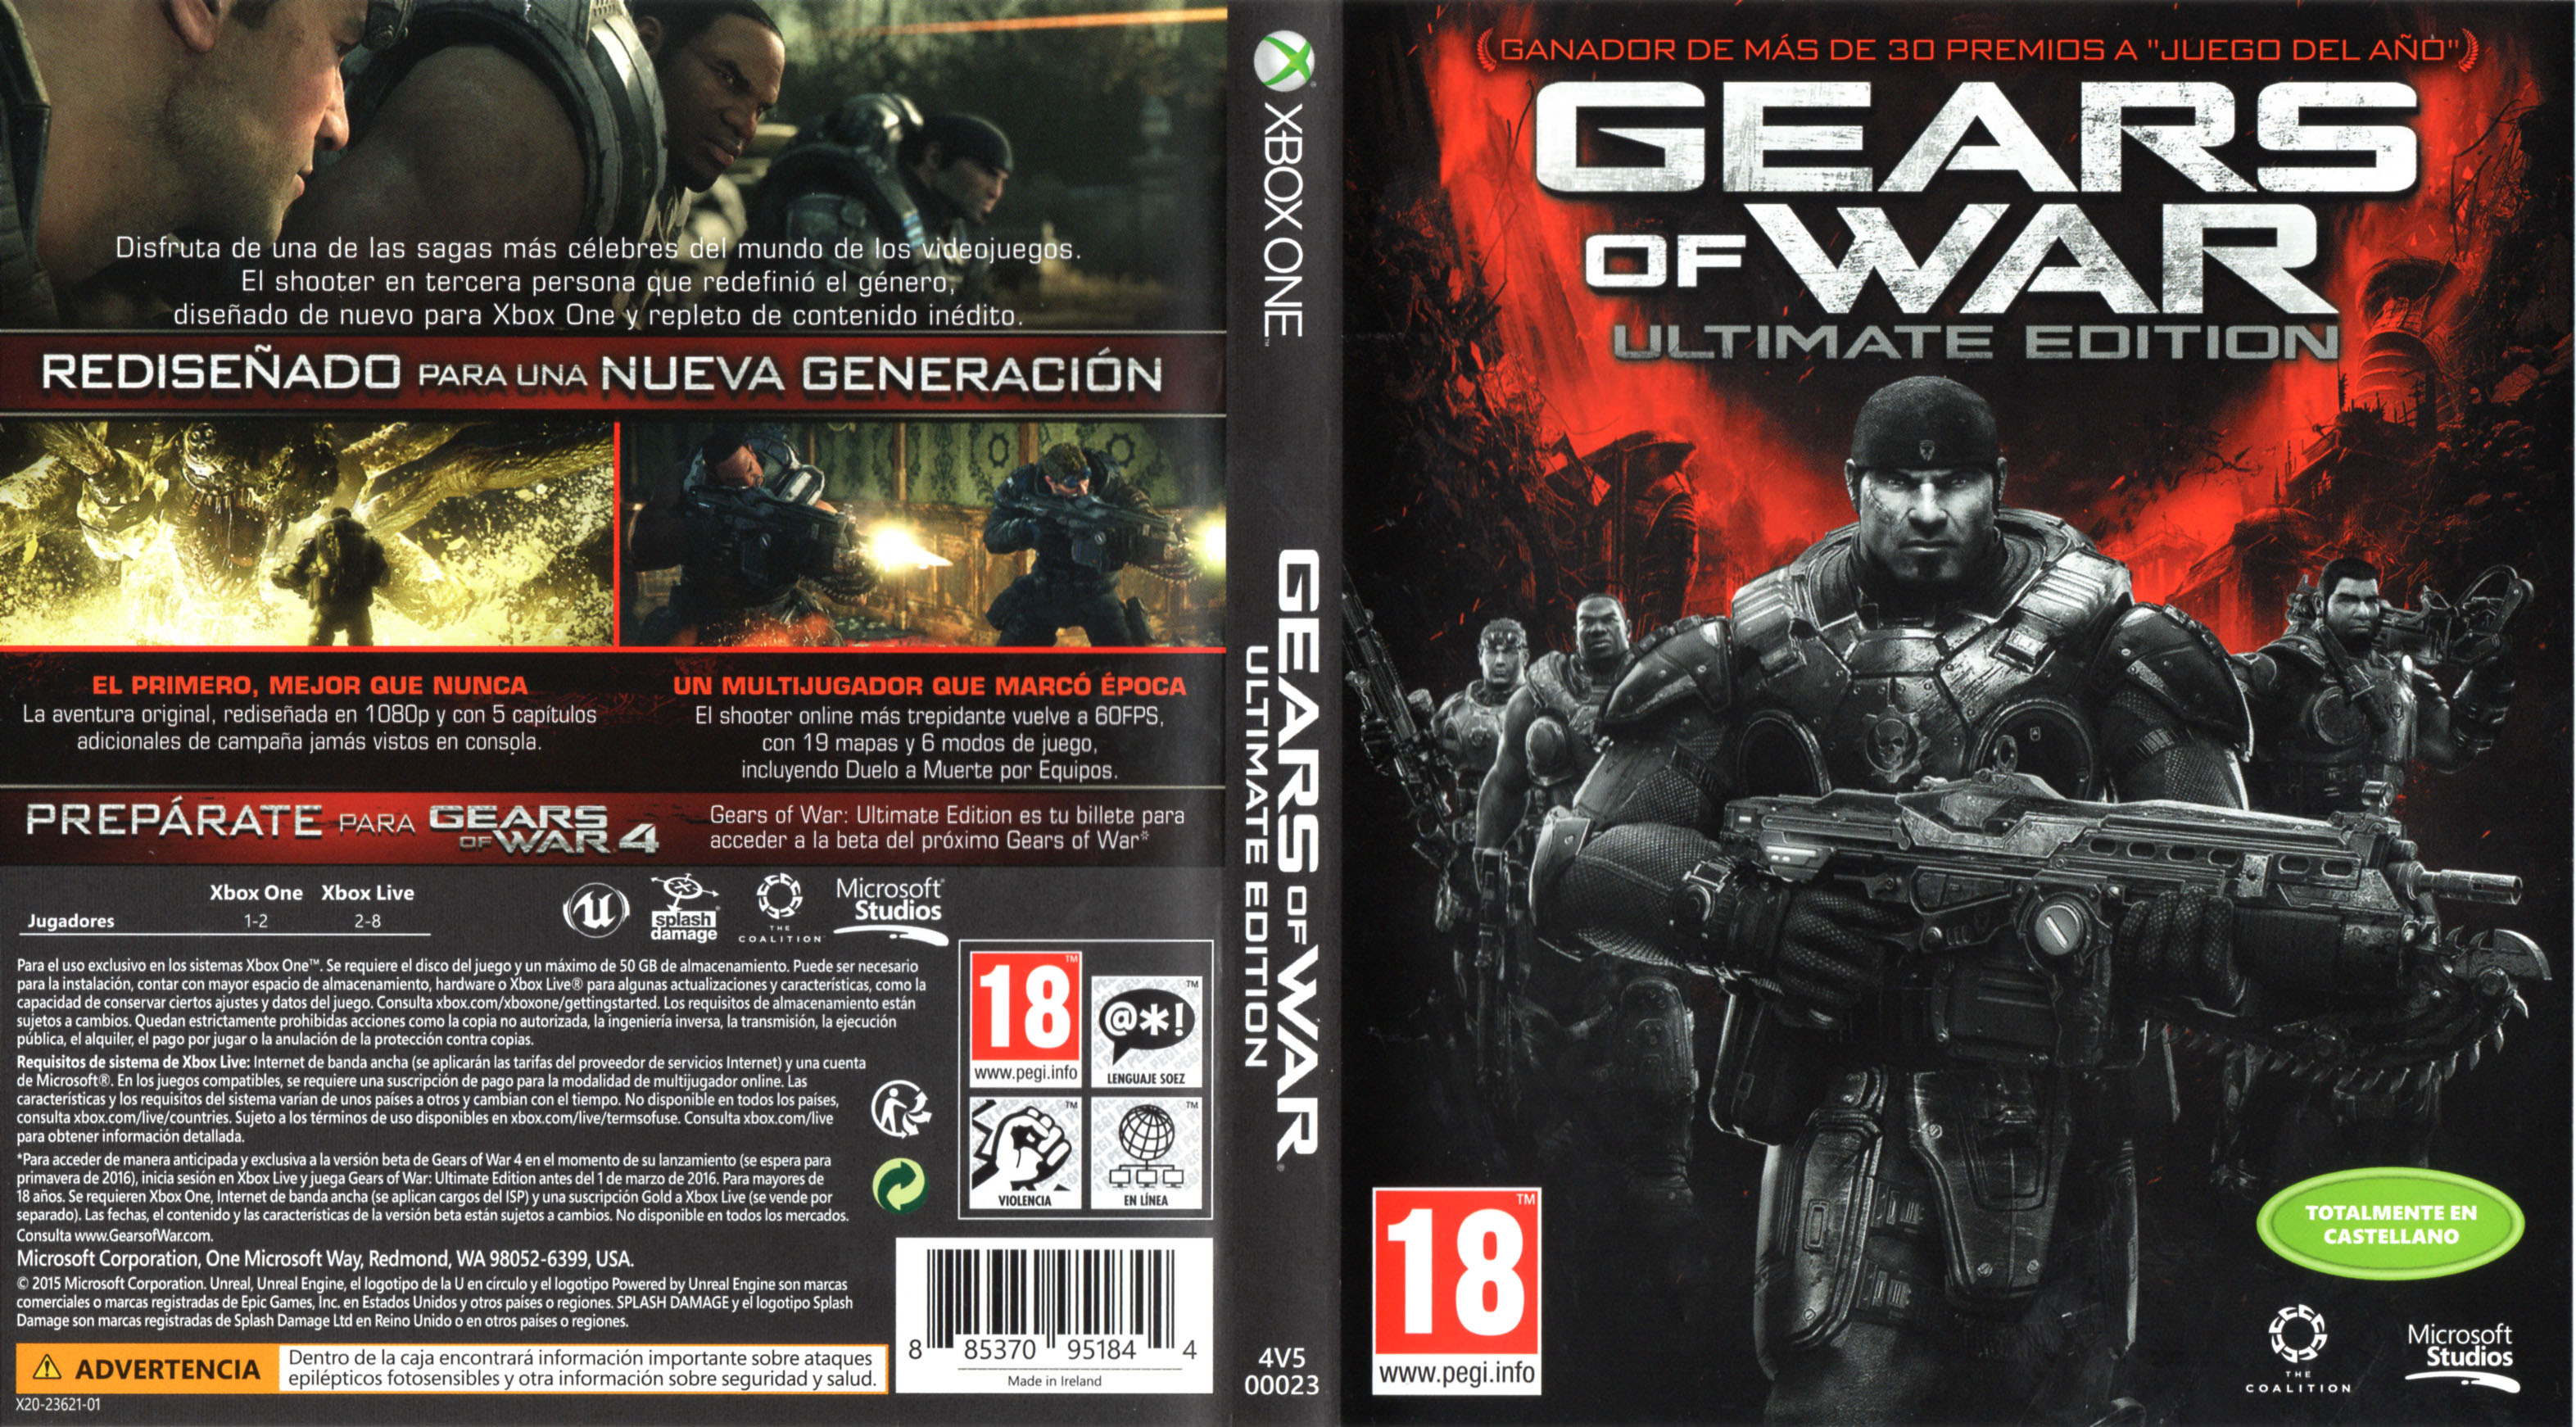 Disfruta de una de las sagas más célebres del mundo de los videojuegos.
El shooter en tercera persona que redefinió el género,
diseñado de nuevo para Xbox One y repleto de contenido inédito.
REDISEÑADO PARA UNA NUEVA GENERACIÓN
EL PRIMERO, MEJOR QUE NUNCA
La aventura original, rediseñada en 1080p y con 5 capítulos
adicionales de campaña jamás vistos en consola.
UN MULTIJUGADOR QUE MARCÓ ÉPOCA
El shooter online más trepidante vuelve a 60FPS,
con 19 mapas y 6 modos de juego,
incluyendo Duelo a Muerte por Equipos.
PREPÁRATE PARA GEARS OF WAR 4
Gears of War: Ultimate Edition es tu billete para
acceder a la beta del próximo Gears of War*
Xbox One Xbox Live
Jugadores 1-2 2-8
splash damage
THE COALITION
Microsoft Studios
Para el uso exclusivo en los sistemas Xbox One™. Se requiere el disco del juego y un máximo de 50 GB de almacenamiento. Puede ser necesario
para la instalación, contar con mayor espacio de almacenamiento, hardware o Xbox Live® para algunas actualizaciones y características, como la
capacidad de conservar ciertos ajustes y datos del juego. Consulta xbox.com/xboxone/gettingstarted. Los requisitos de almacenamiento están
sujetos a cambios. Quedan estrictamente prohibidas acciones como la copia no autorizada, la ingeniería inversa, la transmisión, la ejecución
pública, el alquiler, el pago por jugar o la anulación de la protección contra copias.
Requisitos de sistema de Xbox Live: Internet de banda ancha (se aplicarán las tarifas del proveedor de servicios Internet) y una cuenta
de Microsoft®. En los juegos compatibles, se requiere una suscripción de pago para la modalidad de multijugador online. Las
características y los requisitos del sistema varían de unos países a otros y cambian con el tiempo. No disponible en todos los países,
consulta xbox.com/live/countries. Sujeto a los términos de uso disponibles en xbox.com/live/termsofuse. Consulta xbox.com/live
para obtener información detallada.
*Para acceder de manera anticipada y exclusiva a la versión beta de Gears of War 4 en el momento de su lanzamiento (se espera para
primavera de 2016), inicia sesión en Xbox Live y juega Gears of War: Ultimate Edition antes del 1 de marzo de 2016. Para mayores de
18 años. Se requieren Xbox One, Internet de banda ancha (se aplican cargos del ISP) y una suscripción Gold a Xbox Live (se vende por
separado). Las fechas, el contenido y las características de la versión beta están sujetos a cambios. No disponible en todos los mercados.
Consulta www.GearsofWar.com.
Microsoft Corporation, One Microsoft Way, Redmond, WA 98052-6399, USA.
© 2015 Microsoft Corporation. Unreal, Unreal Engine, el logotipo de la U en círculo y el logotipo Powered by Unreal Engine son marcas
comerciales o marcas registradas de Epic Games, Inc. en Estados Unidos y otros países o regiones. SPLASH DAMAGE y el logotipo Splash
Damage son marcas registradas de Splash Damage Ltd en Reino Unido o en otros países o regiones.
ADVERTENCIA
Dentro de la caja encontrará información importante sobre ataques
epilépticos fotosensibles y otra información sobre seguridad y salud.
X20-23621-01
18
www.pegi.info
@*!
LENGUAJE SOEZ
VIOLENCIA
EN LÍNEA
8 85370 95184 4
Made in Ireland
XBOX ONE
GEARS OF WAR
ULTIMATE EDITION
4V5
00023
GANADOR DE MÁS DE 30 PREMIOS A "JUEGO DEL AÑO"
GEARS
OF WAR
ULTIMATE EDITION
18
www.pegi.info
TOTALMENTE EN
CASTELLANO
THE
COALITION
Microsoft
Studios